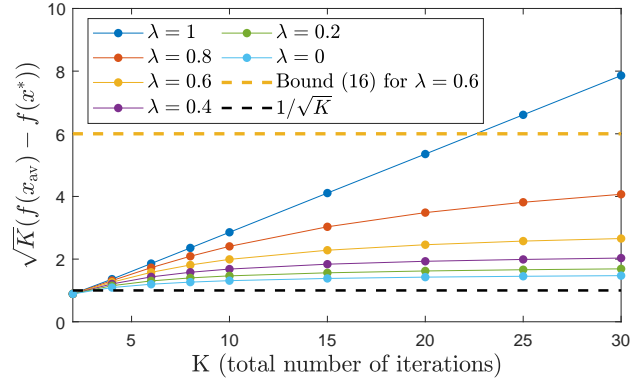 10
8
6
4
2
0
√K(f(x_av) − f(x*))
λ = 1
λ = 0.8
λ = 0.6
λ = 0.4
λ = 0.2
λ = 0
Bound (16) for λ = 0.6
1/√K
5
10
15
20
25
30
K (total number of iterations)